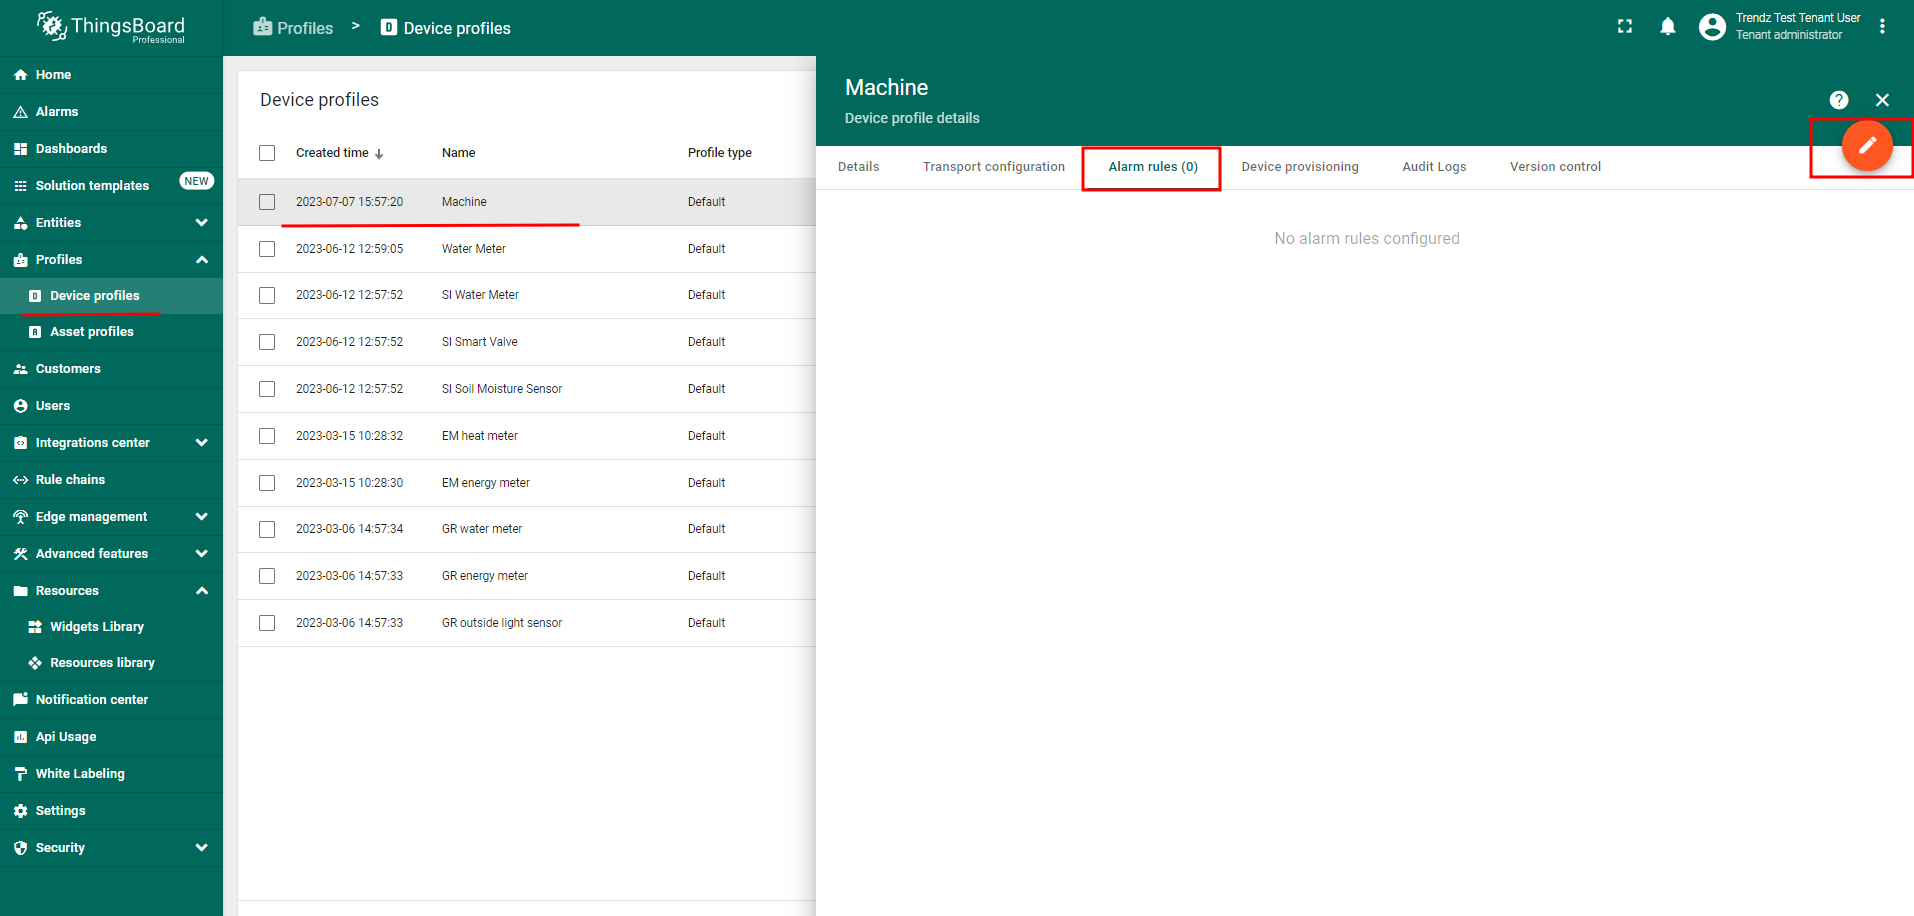 ThingsBoard
Professional
Profiles > Device profiles
Trendz Test Tenant User
Tenant administrator
Home
Alarms
Dashboards
Solution templates NEW
Entities
Profiles
Device profiles
Asset profiles
Customers
Users
Integrations center
Rule chains
Edge management
Advanced features
Resources
Widgets Library
Resources library
Notification center
Api Usage
White Labeling
Settings
Security
Device profiles
Created time Name Profile type
2023-07-07 15:57:20 Machine Default
2023-06-12 12:59:05 Water Meter Default
2023-06-12 12:57:52 SI Water Meter Default
2023-06-12 12:57:52 SI Smart Valve Default
2023-06-12 12:57:52 SI Soil Moisture Sensor Default
2023-03-15 10:28:32 EM heat meter Default
2023-03-15 10:28:30 EM energy meter Default
2023-03-06 14:57:34 GR water meter Default
2023-03-06 14:57:33 GR energy meter Default
2023-03-06 14:57:33 GR outside light sensor Default
Machine
Device profile details
Details Transport configuration Alarm rules (0) Device provisioning Audit Logs Version control
No alarm rules configured